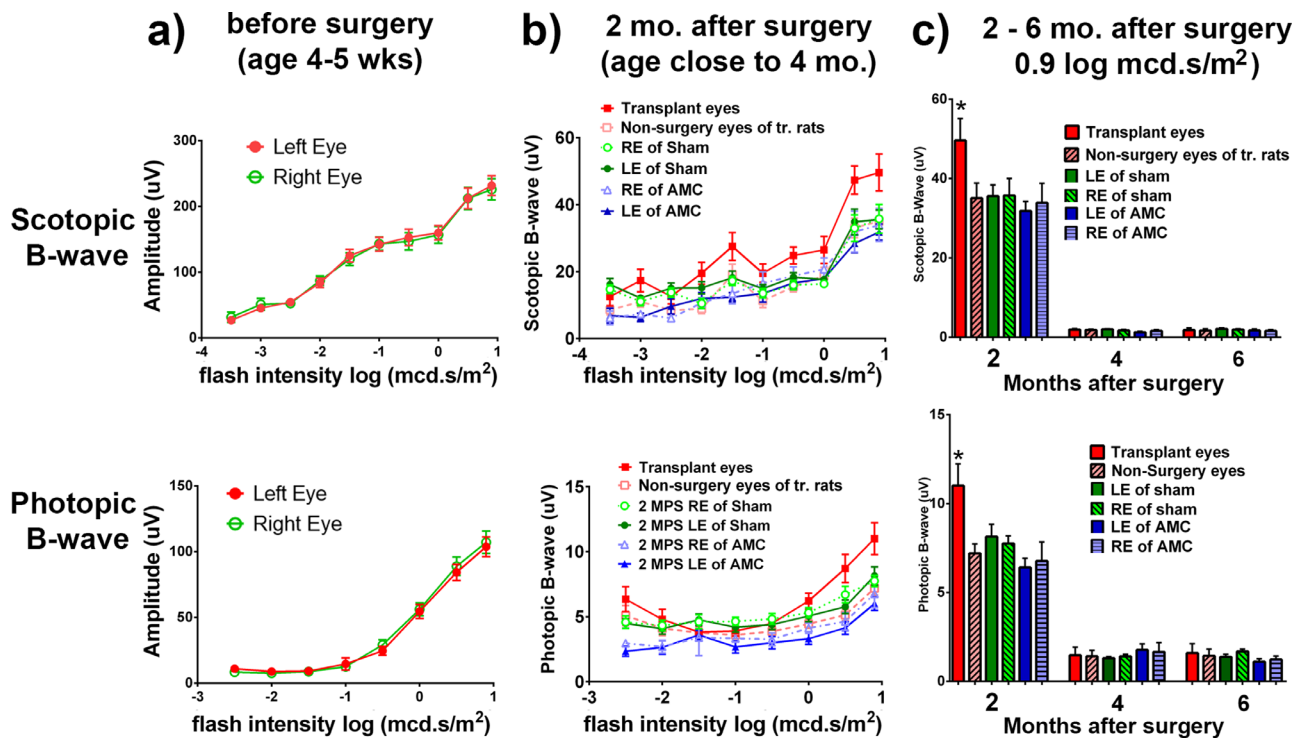 a) before surgery
(age 4-5 wks)
b) 2 mo. after surgery
(age close to 4 mo.)
c) 2 - 6 mo. after surgery
0.9 log mcd.s/m²)
Scotopic
B-wave
Amplitude (uV)
300
200
100
0
Left Eye
Right Eye
-4 -3 -2 -1 0 1
flash intensity log (mcd.s/m²)
Scotopic B-wave (uV)
60
40
20
0
Transplant eyes
Non-surgery eyes of tr. rats
RE of Sham
LE of Sham
RE of AMC
LE of AMC
-4 -3 -2 -1 0 1
flash intensity log (mcd.s/m²)
Scotopic B-Wave (uV)
60
40
20
0
*
Transplant eyes
Non-surgery eyes of tr. rats
LE of sham
RE of sham
LE of AMC
RE of AMC
2 4 6
Months after surgery
Photopic
B-wave
Amplitude (uV)
150
100
50
0
Left Eye
Right Eye
-3 -2 -1 0 1
flash intensity log (mcd.s/m²)
Photopic B-wave (uV)
15
10
5
0
Transplant eyes
Non-surgery eyes of tr. rats
2 MPS RE of Sham
2 MPS LE of Sham
2 MPS RE of AMC
2 MPS LE of AMC
-3 -2 -1 0 1
flash intensity log (mcd.s/m²)
Photopic B-wave (uV)
15
10
5
0
*
Transplant eyes
Non-Surgery eyes
LE of sham
RE of sham
LE of AMC
RE of AMC
2 4 6
Months after surgery